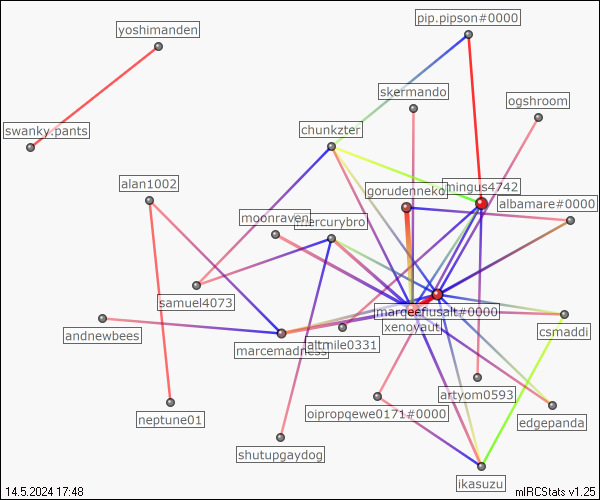 pip.pipson#0000
yoshimanden
skermando
ogshroom
swanky.pants
chunkzter
alan1002
gorudenneko
mingus4742
albamare#0000
moonraven
mercurybro
samuel4073
marqeefiusalt#0000
xenoyaut
csmaddi
andnewbees
marcemadness
altmile0331
artyom0593
neptune01
oipropqewe0171#0000
edgepanda
shutupgaydog
ikasuzu
14.5.2024 17:48
mIRCStats v1.25